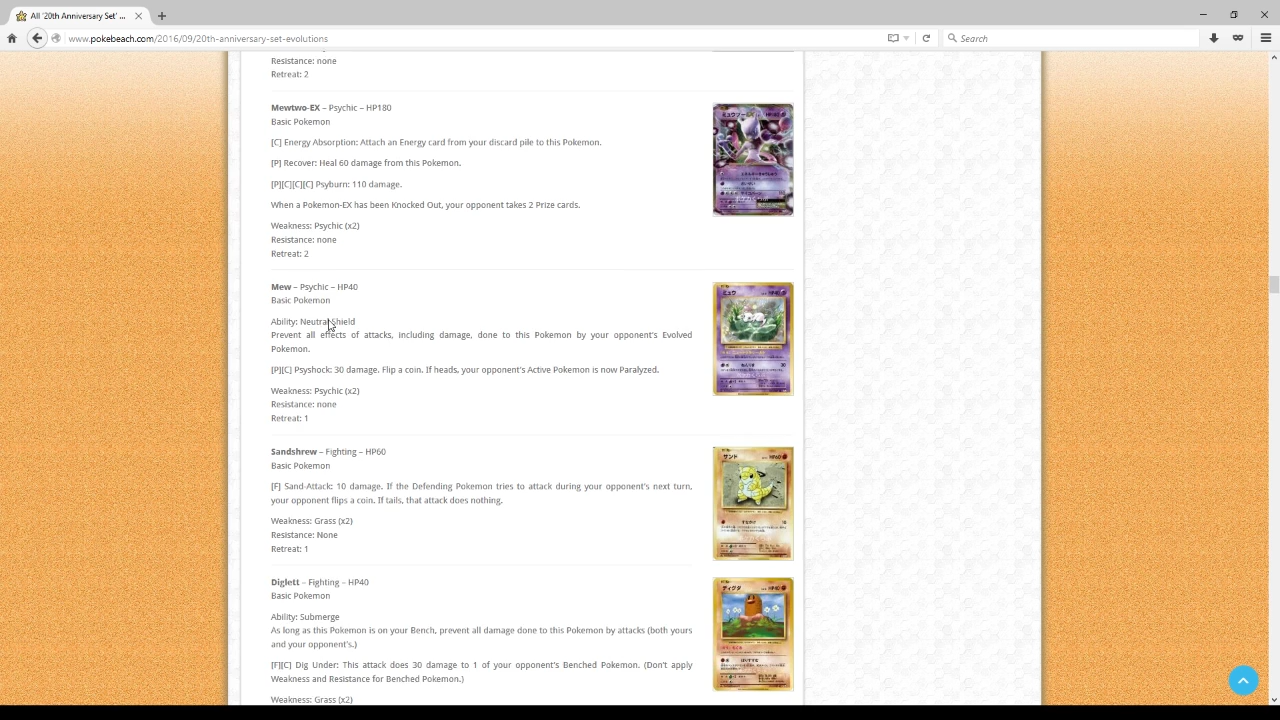 All '20th Anniversary Set'
www.pokebeach.com/2016/09/20th-anniversary-set-evolutions
Search
Resistance: none
Retreat: 2
Mewtwo-EX – Psychic – HP180
Basic Pokemon
[C] Energy Absorption: Attach an Energy card from your discard pile to this Pokemon.
[P] Recover: Heal 60 damage from this Pokemon.
[P][C][C][C] Psyburn: 110 damage.
When a Pokemon-EX has been Knocked Out, your opponent takes 2 Prize cards.
Weakness: Psychic (x2)
Resistance: none
Retreat: 2
Mew – Psychic – HP40
Basic Pokemon
Ability: Neutral Shield
Prevent all effects of attacks, including damage, done to this Pokemon by your opponent's Evolved
Pokemon.
[P][C] Psyshock: 30 damage. Flip a coin. If heads, your opponent's Active Pokemon is now Paralyzed.
Weakness: Psychic (x2)
Resistance: none
Retreat: 1
ミュウ
Sandshrew – Fighting – HP60
Basic Pokemon
[F] Sand-Attack: 10 damage. If the Defending Pokemon tries to attack during your opponent's next turn,
your opponent flips a coin. If tails, that attack does nothing.
Weakness: Grass (x2)
Resistance: None
Retreat: 1
サンド
Diglett – Fighting – HP40
Basic Pokemon
Ability: Submerge
As long as this Pokemon is on your Bench, prevent all damage done to this Pokemon by attacks (both yours
and your opponent's.)
[F][C] Dig Under: This attack does 30 damage to 1 of your opponent's Benched Pokemon. (Don't apply
Weakness and Resistance for Benched Pokemon.)
Weakness: Grass (x2)
ディグダ